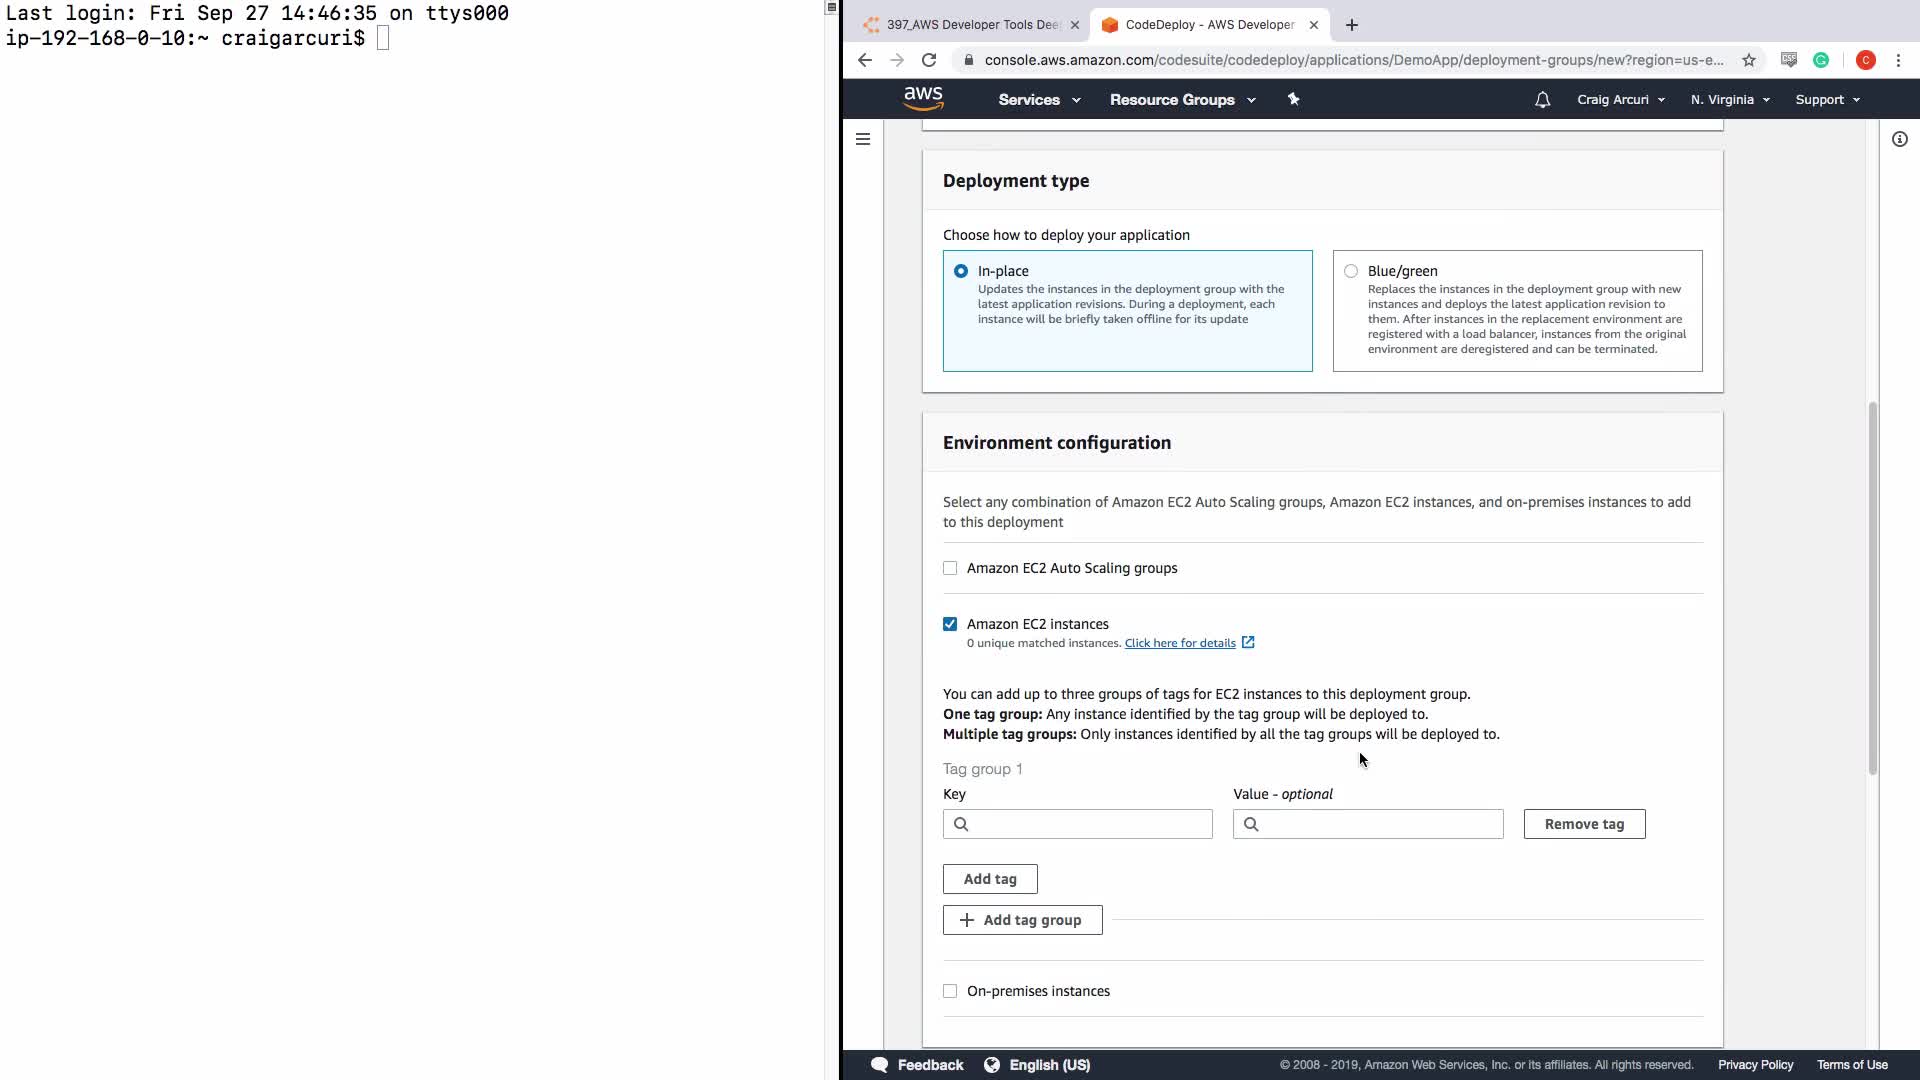 Last login: Fri Sep 27 14:46:35 on ttys000
ip-192-168-0-10:~ craigarcuri$
397_AWS Developer Tools Dee
CodeDeploy - AWS Developer
console.aws.amazon.com/codesuite/codedeploy/applications/DemoApp/deployment-groups/new?region=us-e...
C
aws
Services
Resource Groups
Craig Arcuri
N. Virginia
Support
Deployment type
Choose how to deploy your application
In-place
Updates the instances in the deployment group with the
latest application revisions. During a deployment, each
instance will be briefly taken offline for its update
Blue/green
Replaces the instances in the deployment group with new
instances and deploys the latest application revision to
them. After instances in the replacement environment are
registered with a load balancer, instances from the original
environment are deregistered and can be terminated.
Environment configuration
Select any combination of Amazon EC2 Auto Scaling groups, Amazon EC2 instances, and on-premises instances to add
to this deployment
Amazon EC2 Auto Scaling groups
Amazon EC2 instances
0 unique matched instances. Click here for details
You can add up to three groups of tags for EC2 instances to this deployment group.
One tag group: Any instance identified by the tag group will be deployed to.
Multiple tag groups: Only instances identified by all the tag groups will be deployed to.
Tag group 1
Key
Value - optional
Remove tag
Add tag
+ Add tag group
On-premises instances
Feedback
English (US)
© 2008 - 2019, Amazon Web Services, Inc. or its affiliates. All rights reserved.
Privacy Policy
Terms of Use